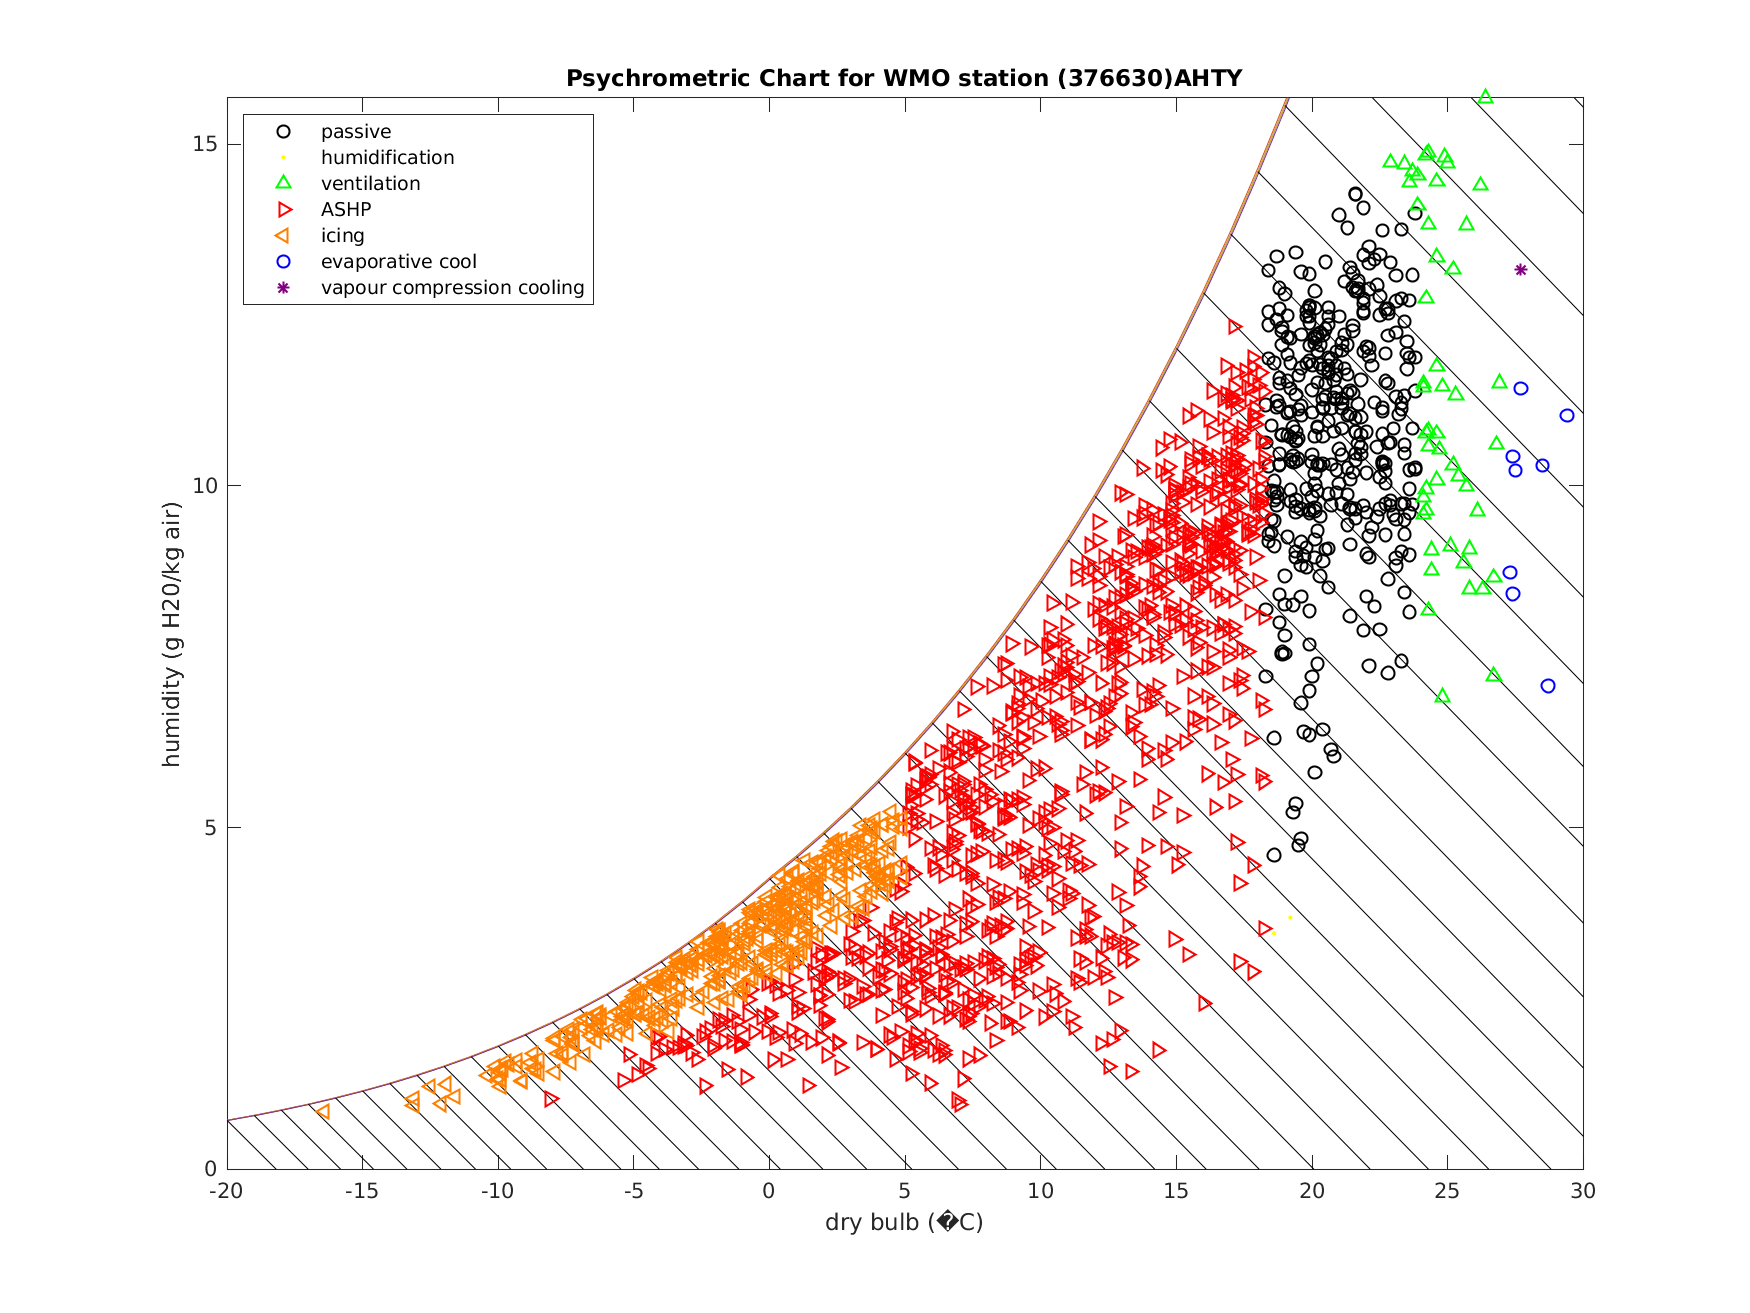 Psychrometric Chart for WMO station (376630)AHTY
passive
humidification
ventilation
ASHP
icing
evaporative cool
vapour compression cooling
15
10
5
0
humidity (g H20/kg air)
-20 -15 -10 -5 0 5 10 15 20 25 30
dry bulb (�C)